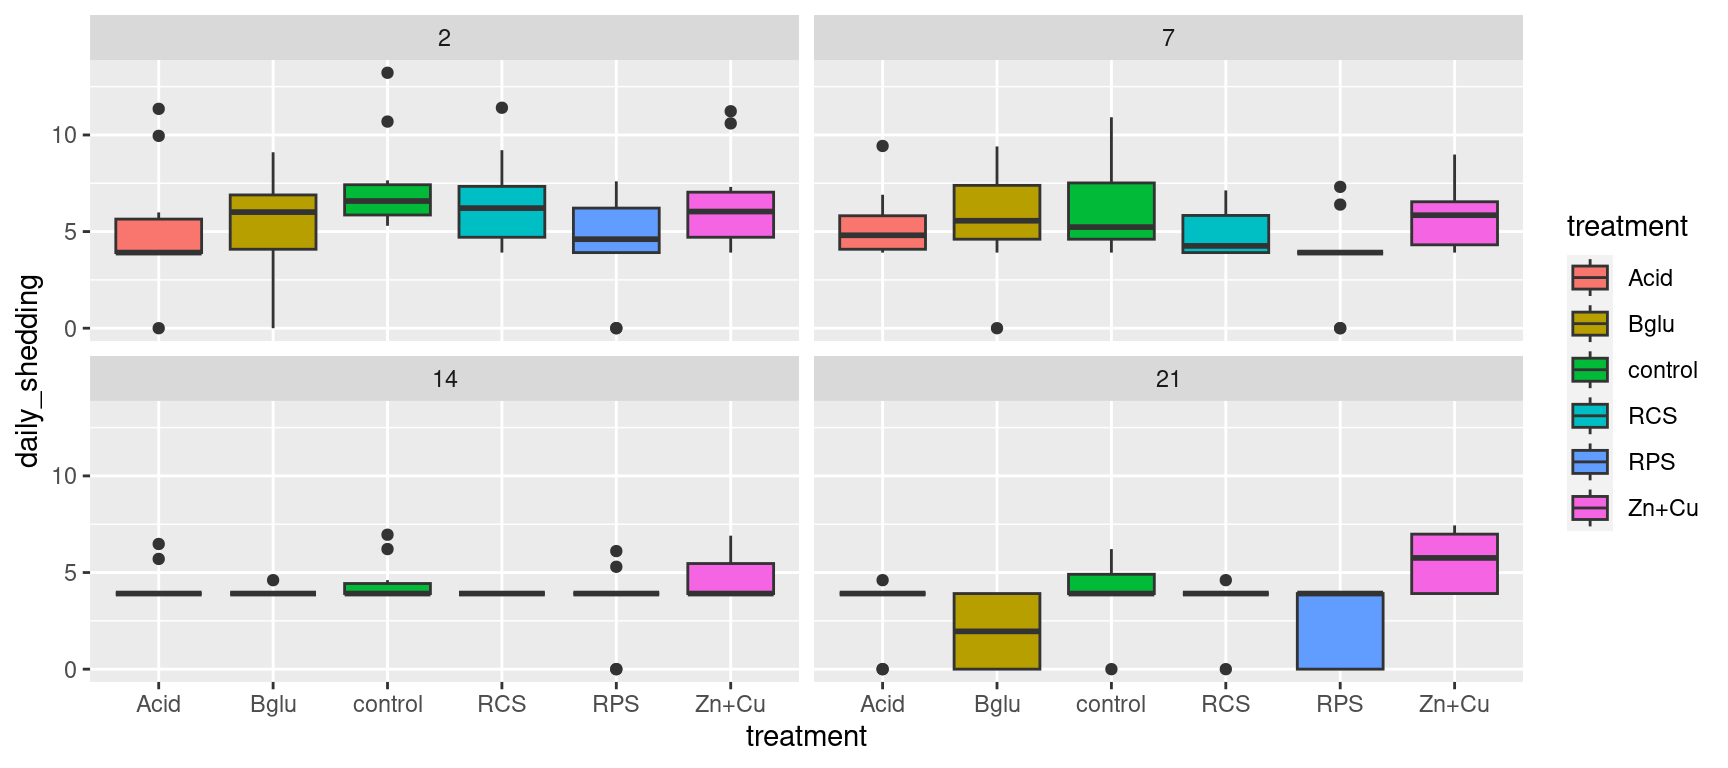 2
7
10
5
0
14
21
10
5
0
daily_shedding
Acid
Bglu
control
RCS
RPS
Zn+Cu
Acid
Bglu
control
RCS
RPS
Zn+Cu
treatment
treatment
Acid
Bglu
control
RCS
RPS
Zn+Cu